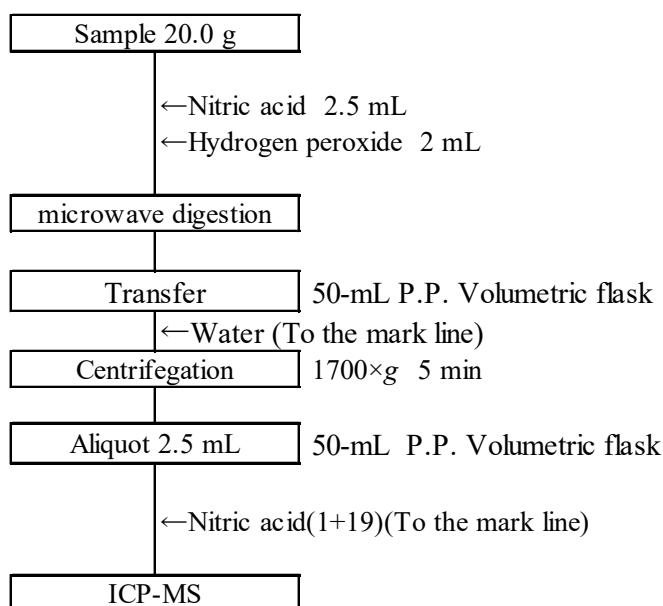 Sample 20.0 g
←Nitric acid 2.5 mL
←Hydrogen peroxide 2 mL
microwave digestion
Transfer 50-mL P.P. Volumetric flask
←Water (To the mark line)
Centrifegation 1700×g 5 min
Aliquot 2.5 mL 50-mL P.P. Volumetric flask
←Nitric acid(1+19)(To the mark line)
ICP-MS